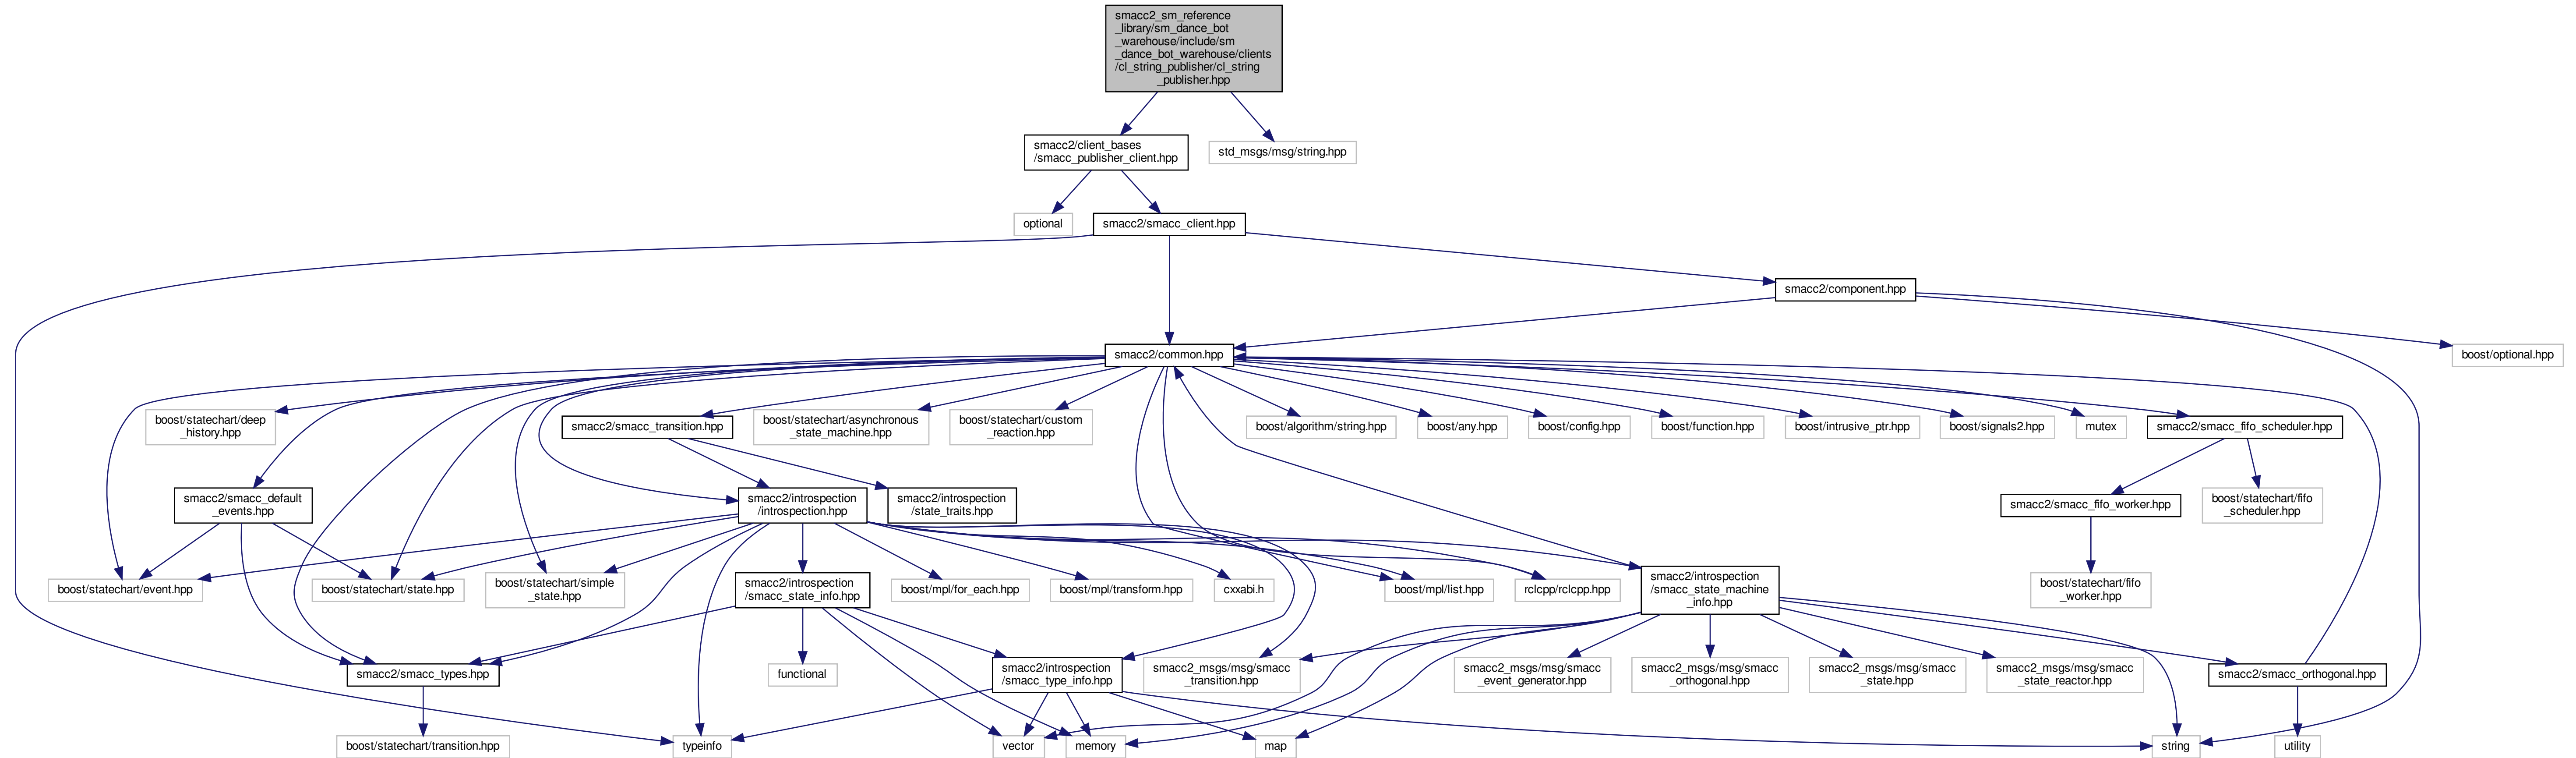 smacc2_sm_reference
_library/sm_dance_bot
_warehouse/include/sm
_dance_bot_warehouse/clients
/cl_string_publisher/cl_string
_publisher.hpp
smacc2/client_bases
/smacc_publisher_client.hpp
std_msgs/msg/string.hpp
optional
smacc2/smacc_client.hpp
smacc2/component.hpp
smacc2/common.hpp
boost/optional.hpp
boost/statechart/deep
_history.hpp
smacc2/smacc_transition.hpp
boost/statechart/asynchronous
_state_machine.hpp
boost/statechart/custom
_reaction.hpp
boost/algorithm/string.hpp
boost/any.hpp
boost/config.hpp
boost/function.hpp
boost/intrusive_ptr.hpp
boost/signals2.hpp
mutex
smacc2/smacc_fifo_scheduler.hpp
smacc2/smacc_default
_events.hpp
smacc2/introspection
/introspection.hpp
smacc2/introspection
/state_traits.hpp
smacc2/smacc_fifo_worker.hpp
boost/statechart/fifo
_scheduler.hpp
boost/statechart/event.hpp
boost/statechart/state.hpp
boost/statechart/simple
_state.hpp
smacc2/introspection
/smacc_state_info.hpp
boost/mpl/for_each.hpp
boost/mpl/transform.hpp
cxxabi.h
boost/mpl/list.hpp
rclcpp/rclcpp.hpp
smacc2/introspection
/smacc_state_machine
_info.hpp
boost/statechart/fifo
_worker.hpp
smacc2/smacc_types.hpp
functional
smacc2/introspection
/smacc_type_info.hpp
smacc2_msgs/msg/smacc
_transition.hpp
smacc2_msgs/msg/smacc
_event_generator.hpp
smacc2_msgs/msg/smacc
_orthogonal.hpp
smacc2_msgs/msg/smacc
_state.hpp
smacc2_msgs/msg/smacc
_state_reactor.hpp
smacc2/smacc_orthogonal.hpp
boost/statechart/transition.hpp
typeinfo
vector
memory
map
string
utility